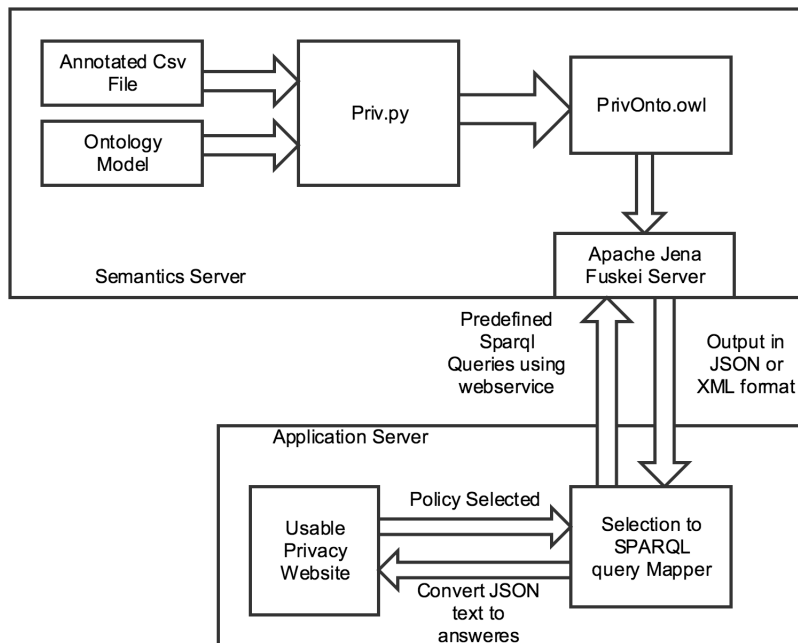 Annotated Csv
File
Ontology
Model
Priv.py
PrivOnto.owl
Apache Jena
Fuskei Server
Semantics Server
Predefined
Sparql
Queries using
webservice
Output in
JSON or
XML format
Application Server
Usable
Privacy
Website
Policy Selected
Selection to
SPARQL
query Mapper
Convert JSON
text to
answeres